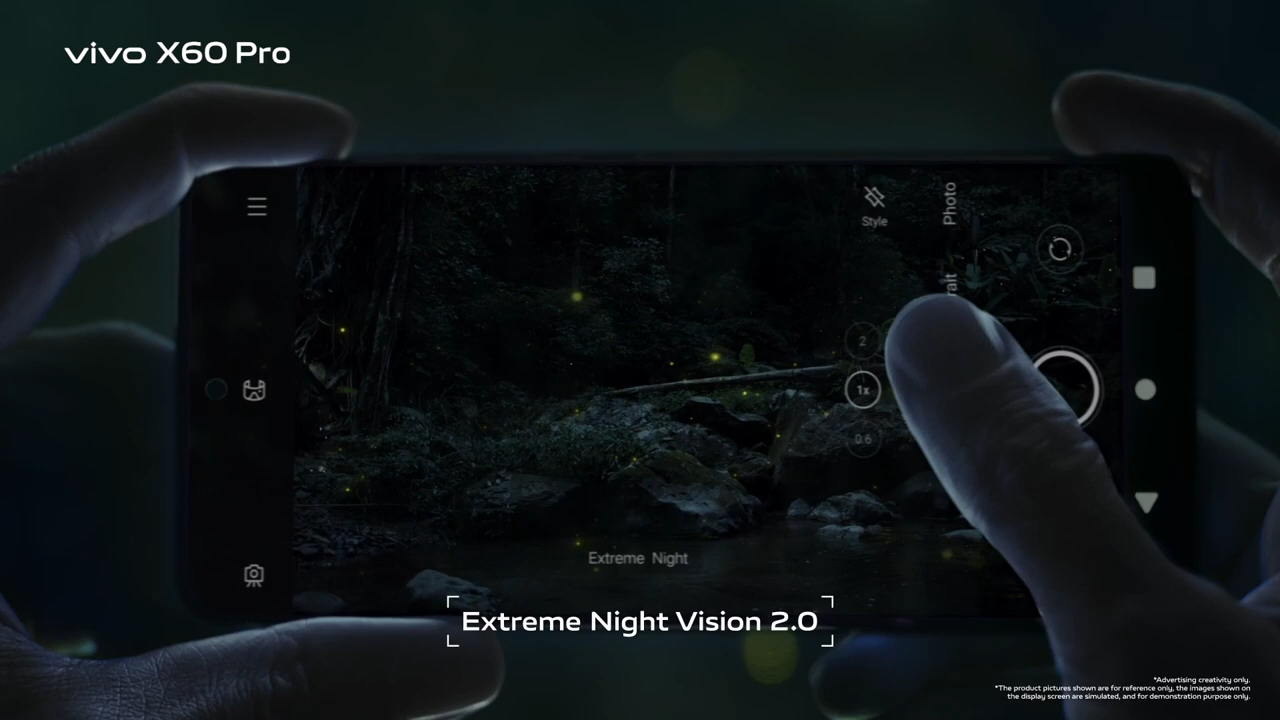 vivo X60 Pro
Style
Photo
2
1x
0.6
Extreme Night
Extreme Night Vision 2.0
*Advertising creativity only.
*The product pictures shown are for reference only, the images shown on
the display screen are simulated, and for demonstration purpose only.